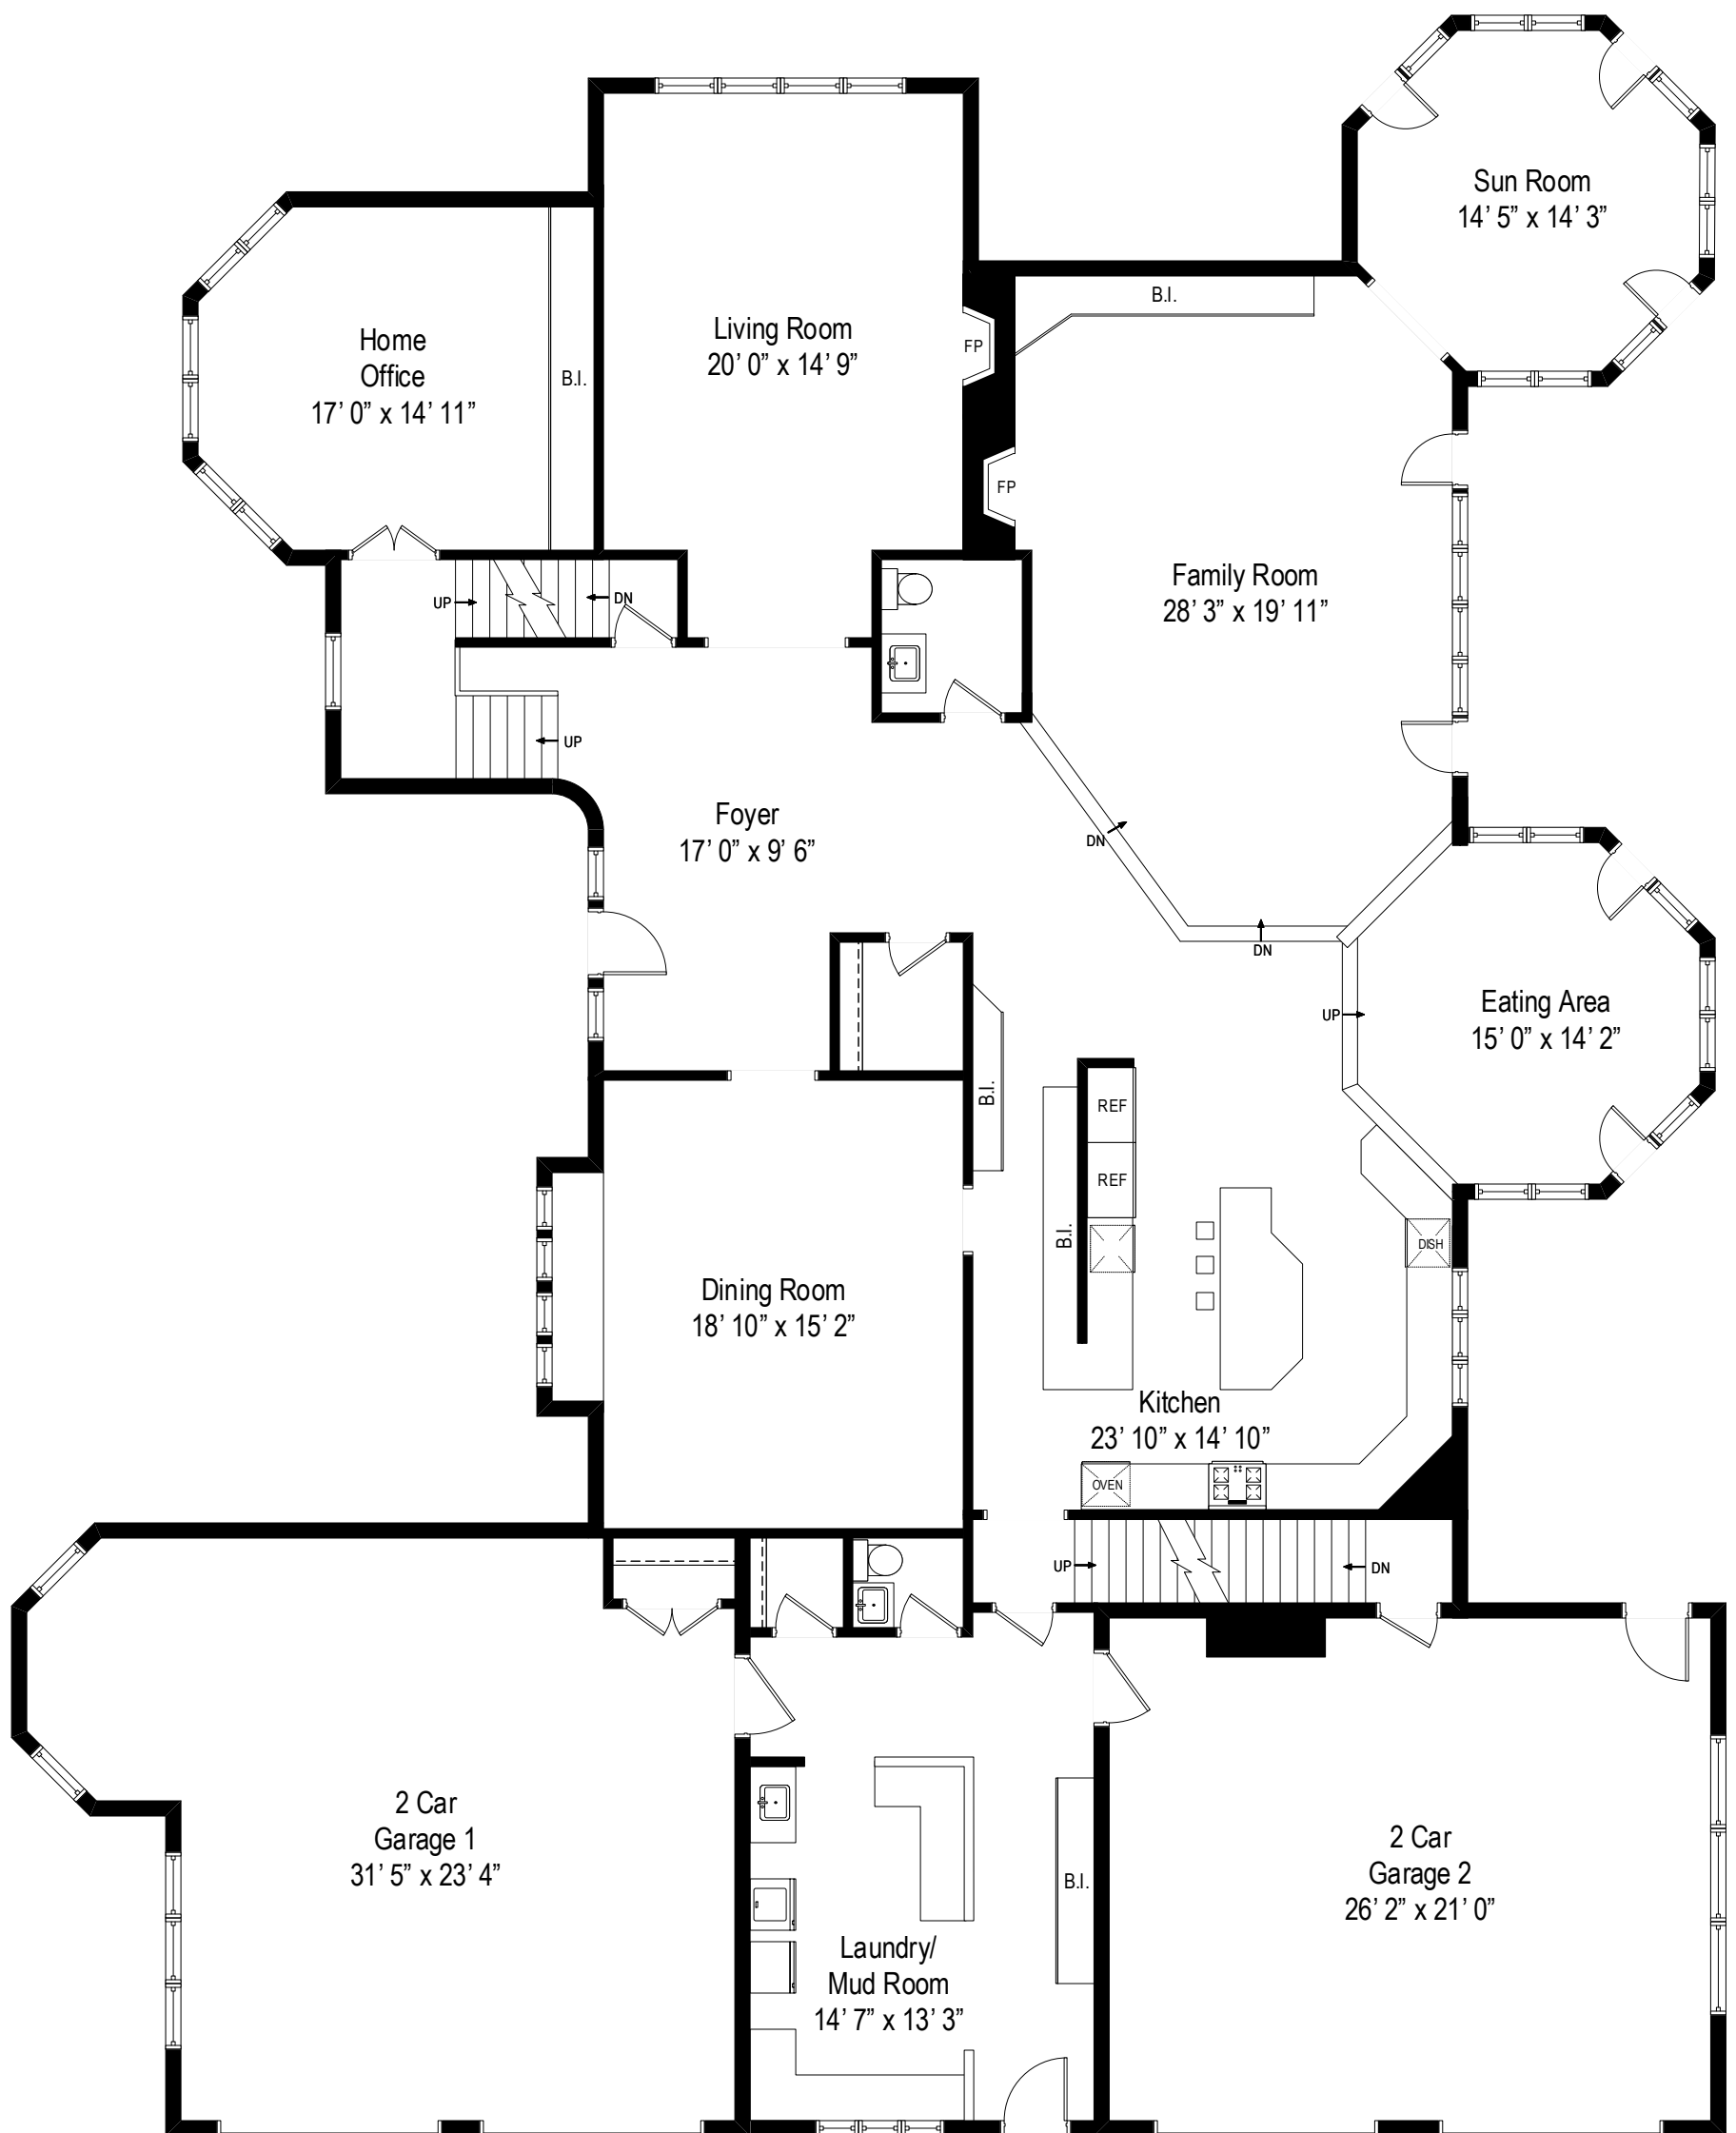 Sun Room
14' 5" x 14' 3"
B.I.
Living Room
20' 0" x 14' 9"
FP
Home
Office
17' 0" x 14' 11"
B.I.
FP
Family Room
28' 3" x 19' 11"
UP
DN
UP
Foyer
17' 0" x 9' 6"
DN
DN
Eating Area
15' 0" x 14' 2"
UP
B.I.
REF
REF
B.I.
DISH
Dining Room
18' 10" x 15' 2"
Kitchen
23' 10" x 14' 10"
OVEN
UP
DN
2 Car
Garage 1
31' 5" x 23' 4"
2 Car
Garage 2
26' 2" x 21' 0"
B.I.
Laundry/
Mud Room
14' 7" x 13' 3"